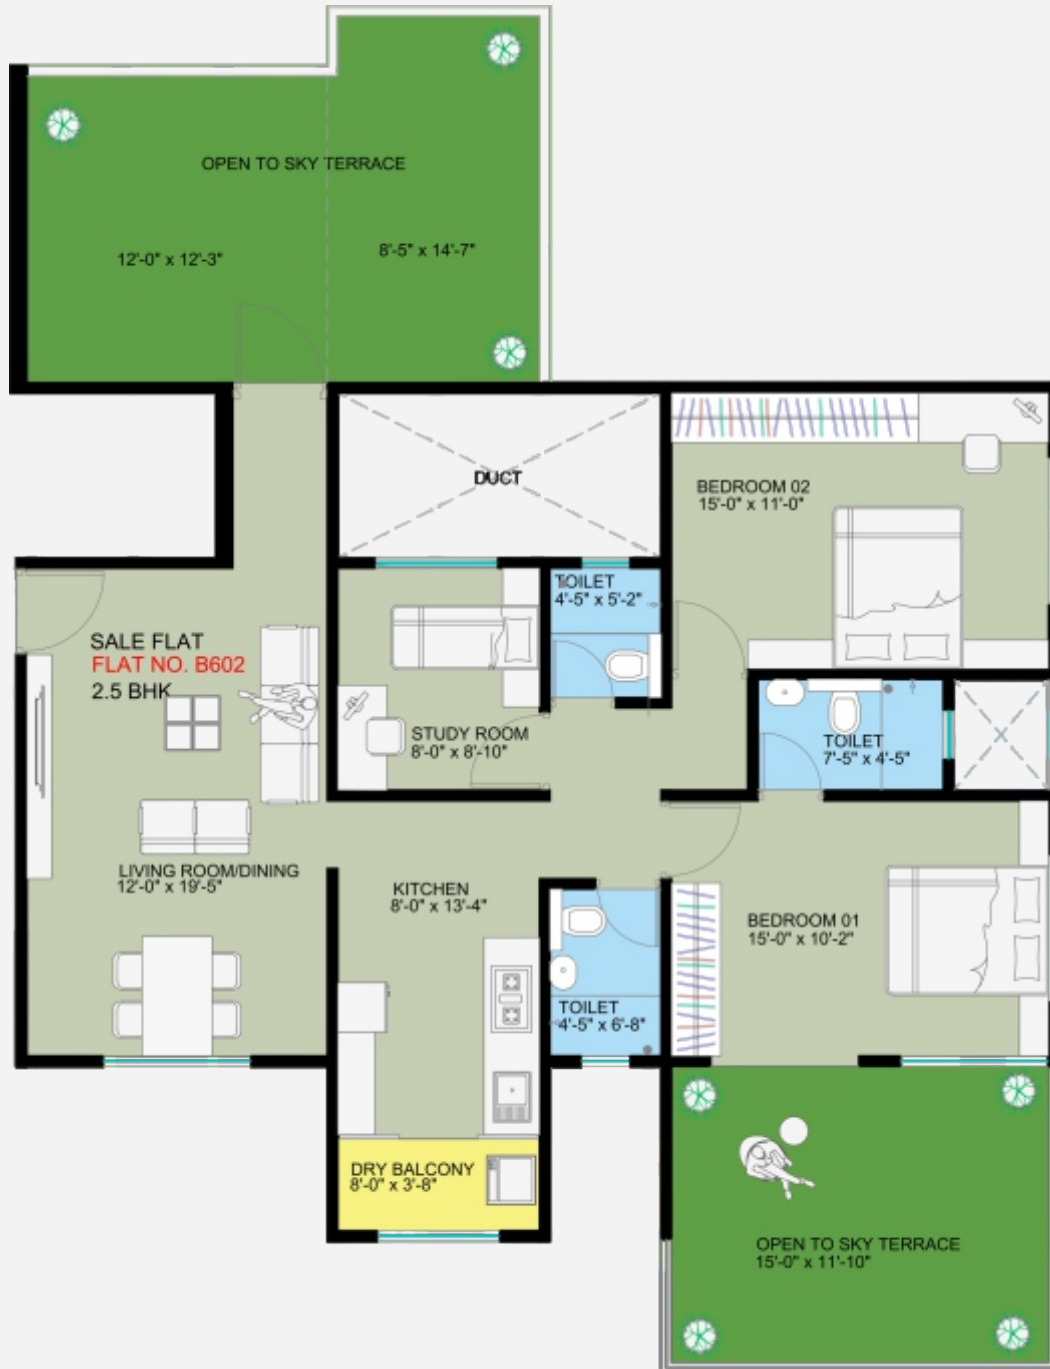 OPEN TO SKY TERRACE
12'-0" x 12'-3"
8'-5" x 14'-7"
DUCT
BEDROOM 02
15'-0" x 11'-0"
TOILET
4'-5" x 5'-2"
SALE FLAT
FLAT NO. B602
2.5 BHK
STUDY ROOM
8'-0" x 8'-10"
TOILET
7'-5" x 4'-5"
LIVING ROOM/DINING
12'-0" x 19'-5"
KITCHEN
8'-0" x 13'-4"
BEDROOM 01
15'-0" x 10'-2"
TOILET
4'-5" x 6'-8"
DRY BALCONY
8'-0" x 3'-8"
OPEN TO SKY TERRACE
15'-0" x 11'-10"